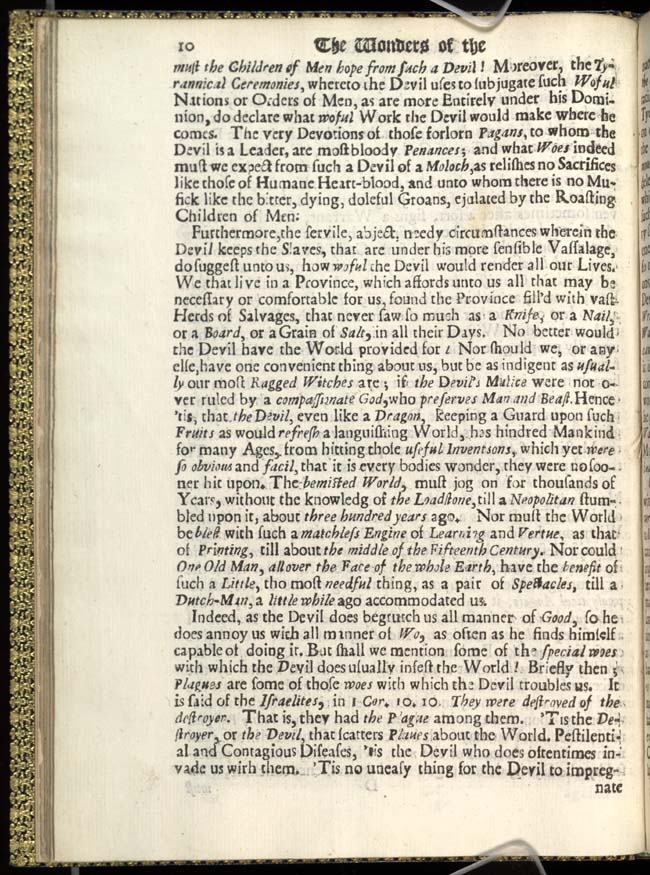 10 The Wonders of the
muſt the Children of Men hope from ſuch a Devil! Moreover, the Ty-
rannical Ceremonies, whereto the Devil uſes to ſubjugate ſuch Woful
Nations or Orders of Men, as are more Entirely under his Domi-
nion, do declare what woful Work the Devil would make where he
comes. The very Devotions of thoſe forlorn Pagans, to whom the
Devil is a Leader, are moſt bloody Penances; and what Woes indeed
muſt we expect from ſuch a Devil of a Moloch, as reliſhes no Sacrifices
like thoſe of Humane Heart-blood, and unto whom there is no Mu-
ſick like the bitter, dying, doleful Groans, ejulated by the Roaſting
Children of Men:
Furthermore, the ſervile, abject, needy circumſtances wherein the
Devil keeps the Slaves, that are under his more ſenſible Vaſſalage,
do ſuggeſt unto us, how woful the Devil would render all our Lives.
We that live in a Province, which affords unto us all that may be
neceſſary or comfortable for us, found the Province fill'd with vaſt
Herds of Salvages, that never ſaw ſo much as a Knife, or a Nail,
or a Board, or a Grain of Salt, in all their Days. No better would
the Devil have the World provided for! Nor ſhould we, or any
elſe, have one convenient thing about us, but be as indigent as uſual-
ly our moſt Ragged Witches are; if the Devil's Malice were not o-
ver ruled by a compaſſionate God, who preſerves Man and Beaſt. Hence
'tis, that the Devil, even like a Dragon, keeping a Guard upon ſuch
Fruits as would refreſh a languiſhing World, has hindred Mankind
for many Ages, from hitting thoſe uſeful Inventions, which yet were
ſo obvious and facil, that it is every bodies wonder, they were no ſoo-
ner hit upon. The bemiſted World, muſt jog on for thouſands of
Years, without the knowledg of the Loadſtone, till a Neopolitan ſtum-
bled upon it, about three hundred years ago. Nor muſt the World
be bleſt with ſuch a matchleſs Engine of Learning and Vertue, as that
of Printing, till about the middle of the Fifteenth Century. Nor could
One Old Man, all over the Face of the whole Earth, have the benefit of
ſuch a Little, tho moſt needful thing, as a pair of Spectacles, till a
Dutch-Man, a little while ago accommodated us.
Indeed, as the Devil does begrutch us all manner of Good, ſo he
does annoy us with all manner of Wo, as often as he finds himſelf
capable of doing it. But ſhall we mention ſome of the ſpecial woes
with which the Devil does uſually infeſt the World! Briefly then;
Plagues are ſome of thoſe woes with which the Devil troubles us. It
is ſaid of the Iſraelites, in 1 Cor. 10. 10. They were deſtroyed of the
deſtroyer. That is, they had the Plague among them. 'Tis the De-
ſtroyer, or the Devil, that ſcatters Plagues about the World. Peſtilenti-
al and Contagious Diſeaſes, 'tis the Devil who does oftentimes in-
vade us with them. 'Tis no uneaſy thing for the Devil to impreg-
nate